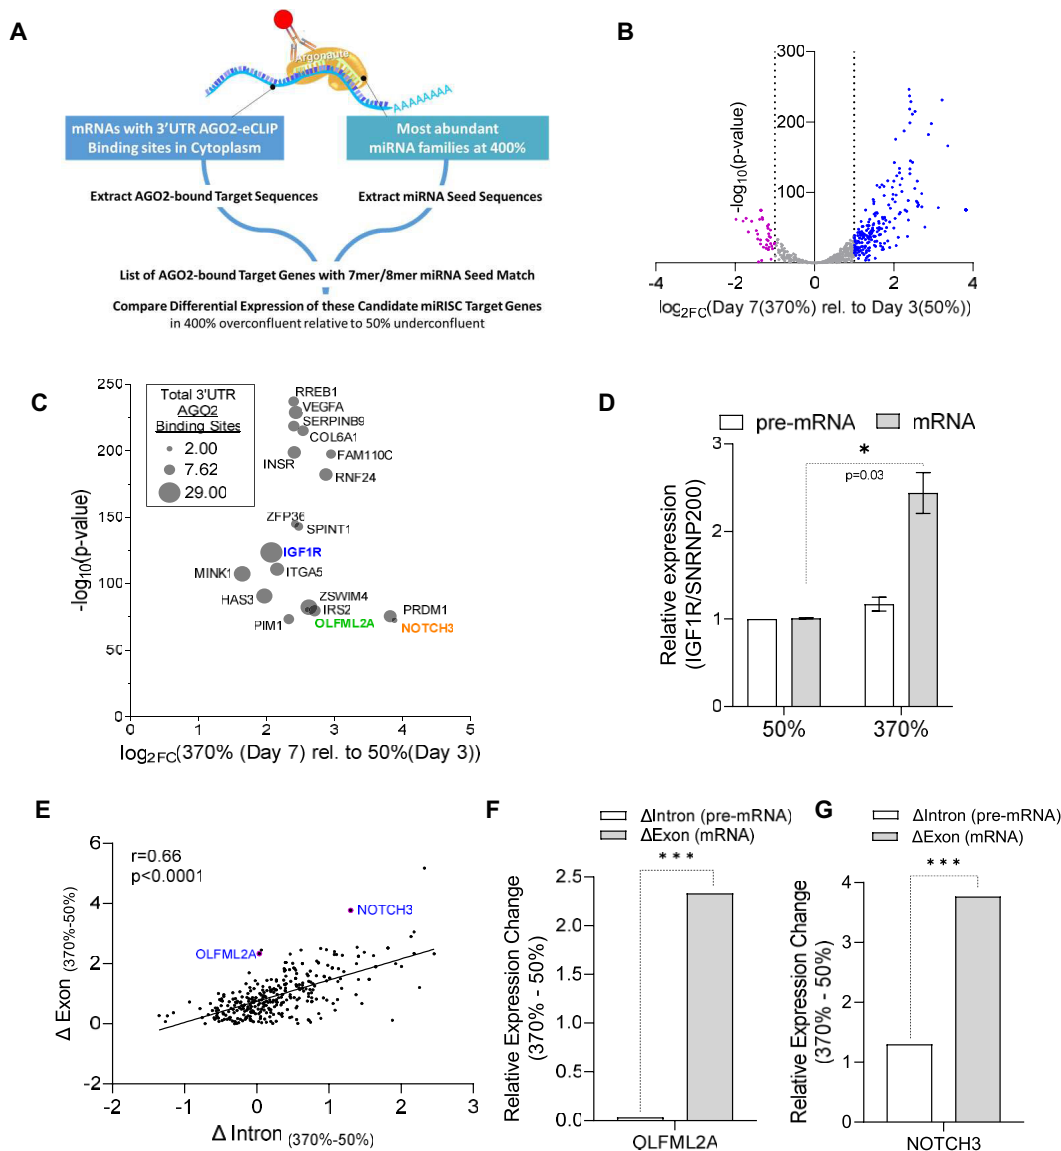 A
Argonaute
AAAAAAAA
mRNAs with 3'UTR AGO2-eCLIP
Binding sites in Cytoplasm
Most abundant
miRNA families at 400%
Extract AGO2-bound Target Sequences
Extract miRNA Seed Sequences
List of AGO2-bound Target Genes with 7mer/8mer miRNA Seed Match
Compare Differential Expression of these Candidate miRISC Target Genes
in 400% overconfluent relative to 50% underconfluent
B
-log10(p-value)
300
200
100
-4
-2
0
2
4
log2FC(Day 7(370%) rel. to Day 3(50%))
C
-log10(p-value)
250
200
150
100
50
0
0
1
2
3
4
5
log2FC(370% (Day 7) rel. to 50%(Day 3))
Total 3'UTR
AGO2
Binding Sites
2.00
7.62
29.00
RREB1
VEGFA
SERPINB9
COL6A1
INSR
FAM110C
RNF24
ZFP36
SPINT1
IGF1R
MINK1
ITGA5
HAS3
ZSWIM4
IRS2
PRDM1
PIM1
OLFML2A
NOTCH3
D
pre-mRNA
mRNA
*
p=0.03
Relative expression
(IGF1R/SNRNP200)
3
2
1
0
50%
370%
E
r=0.66
p<0.0001
Δ Exon (370%-50%)
6
4
2
0
-2
NOTCH3
OLFML2A
-2
-1
0
1
2
3
Δ Intron (370%-50%)
F
ΔIntron (pre-mRNA)
ΔExon (mRNA)
***
Relative Expression Change
(370% - 50%)
2.5
2.0
1.5
1.0
0.5
0.0
OLFML2A
G
ΔIntron (pre-mRNA)
ΔExon (mRNA)
***
Relative Expression Change
(370% - 50%)
4
3
2
1
0
NOTCH3